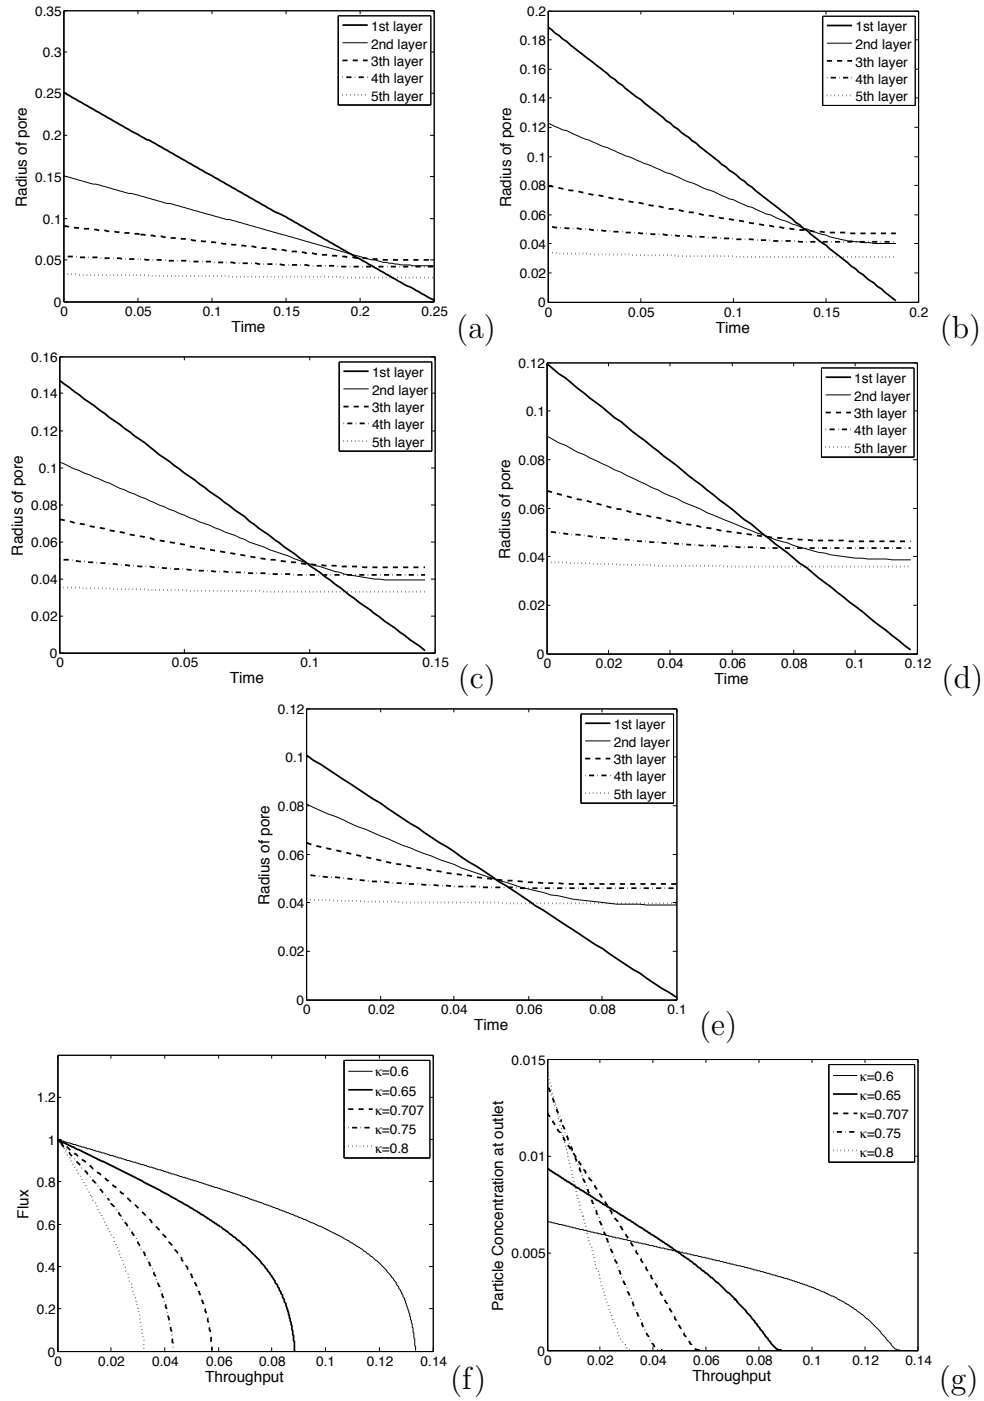 0.35
0.3
0.25
0.2
0.15
0.1
0.05
0
Radius of pore
1st layer
2nd layer
3th layer
4th layer
5th layer
0 0.05 0.1 0.15 0.2 0.25
Time
(a)
0.2
0.18
0.16
0.14
0.12
0.1
0.08
0.06
0.04
0.02
0
Radius of pore
1st layer
2nd layer
3th layer
4th layer
5th layer
0 0.05 0.1 0.15 0.2
Time
(b)
0.16
0.14
0.12
0.1
0.08
0.06
0.04
0.02
0
Radius of pore
1st layer
2nd layer
3th layer
4th layer
5th layer
0 0.05 0.1 0.15
Time
(c)
0.12
0.1
0.08
0.06
0.04
0.02
0
Radius of pore
1st layer
2nd layer
3th layer
4th layer
5th layer
0 0.02 0.04 0.06 0.08 0.1 0.12
Time
(d)
0.12
0.1
0.08
0.06
0.04
0.02
0
Radius of pore
1st layer
2nd layer
3th layer
4th layer
5th layer
0 0.02 0.04 0.06 0.08 0.1
Time
(e)
1.2
1
0.8
0.6
0.4
0.2
0
Flux
κ=0.6
κ=0.65
κ=0.707
κ=0.75
κ=0.8
0 0.02 0.04 0.06 0.08 0.1 0.12 0.14
Throughput
(f)
0.015
0.01
0.005
0
Particle Concentration at outlet
κ=0.6
κ=0.65
κ=0.707
κ=0.75
κ=0.8
0 0.02 0.04 0.06 0.08 0.1 0.12 0.14
Throughput
(g)